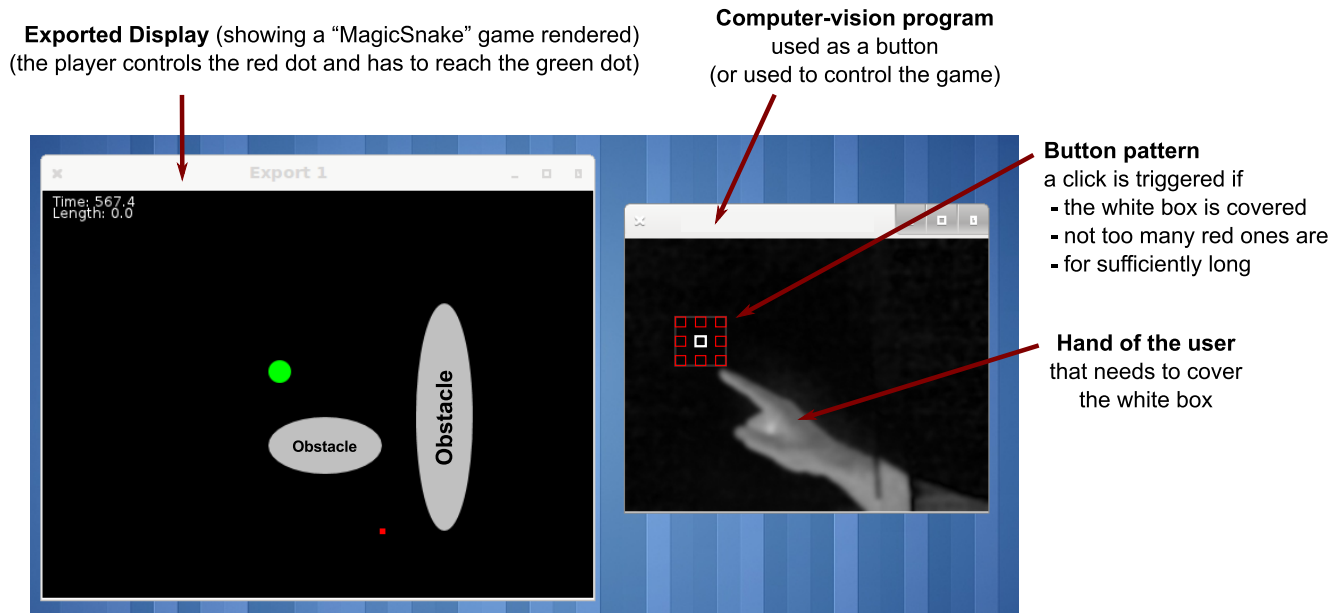 Exported Display (showing a “MagicSnake” game rendered)
(the player controls the red dot and has to reach the green dot)
Computer-vision program
used as a button
(or used to control the game)
Export 1
Time: 567.4
Length: 0.0
Obstacle
Obstacle
Button pattern
a click is triggered if
- the white box is covered
- not too many red ones are
- for sufficiently long
Hand of the user
that needs to cover
the white box